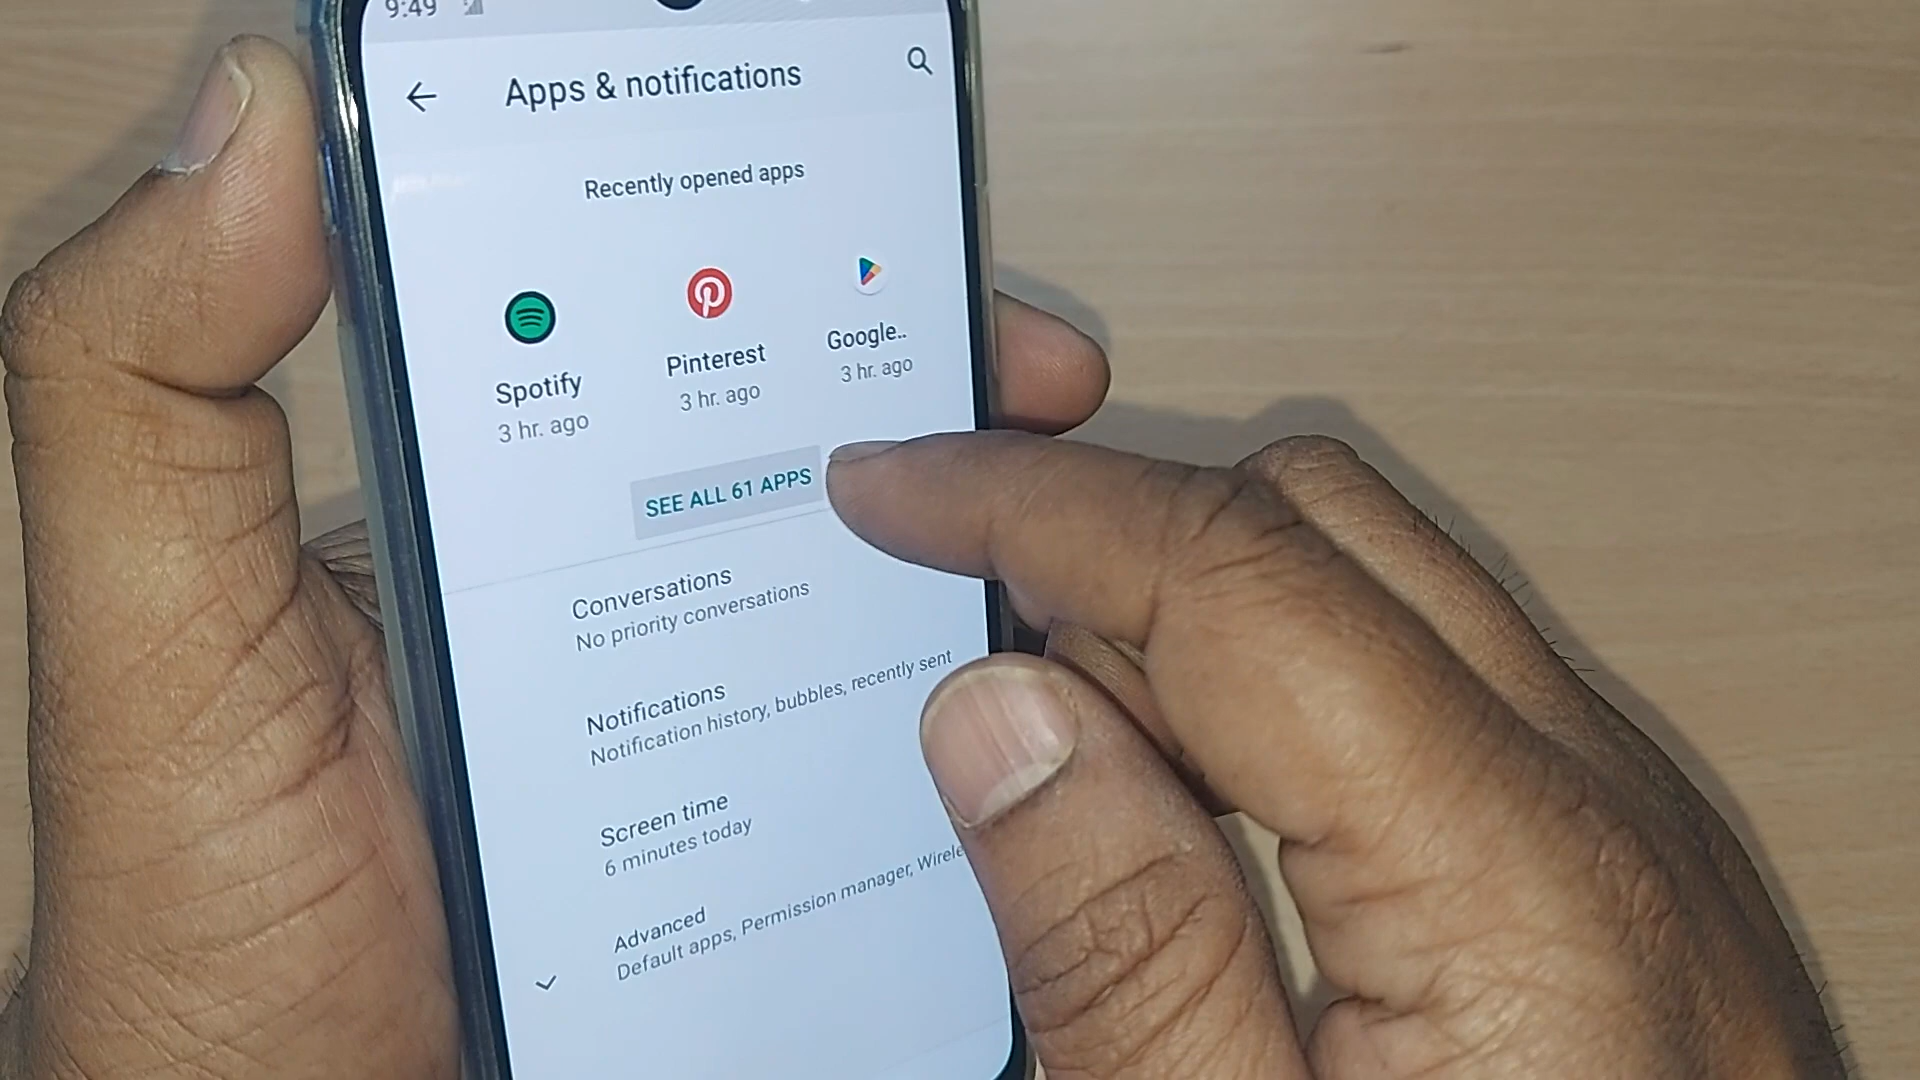 9:49
Apps & notifications
Recently opened apps
Spotify
3 hr. ago
Pinterest
3 hr. ago
Google..
3 hr. ago
SEE ALL 61 APPS
Conversations
No priority conversations
Notifications
Notification history, bubbles, recently sent
Screen time
6 minutes today
Advanced
Default apps, Permission manager,